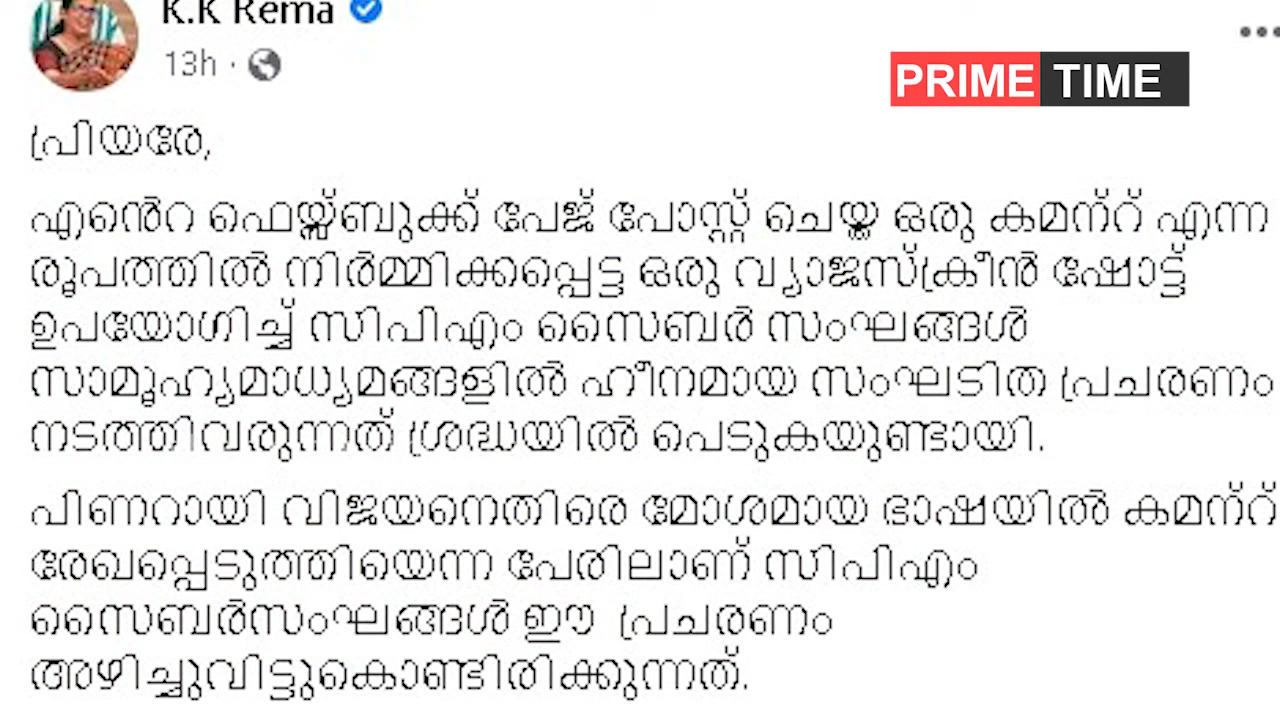 K.K Rema
13h
PRIME TIME
പ്രിയരേ,
എൻെറ ഫെയ്സ്ബുക്ക് പേജ് പോസ്റ്റ് ചെയ്ത ഒരു കമന്റ് എന്ന
രൂപത്തിൽ നിർമ്മിക്കപ്പെട്ട ഒരു വ്യാജസ്ക്രീൻ ഷോട്ട്
ഉപയോഗിച്ച് സിപിഎം സൈബർ സംഘങ്ങൾ
സാമൂഹ്യമാധ്യമങ്ങളിൽ ഹീനമായ സംഘടിത പ്രചരണം
നടത്തിവരുന്നത് ശ്രദ്ധയിൽ പെടുകയുണ്ടായി.
പിണറായി വിജയനെതിരെ മോശമായ ഭാഷയിൽ കമന്റ്
രേഖപ്പെടുത്തിയെന്ന പേരിലാണ് സിപിഎം
സൈബർസംഘങ്ങൾ ഈ പ്രചരണം
അഴിച്ചുവിട്ടുകൊണ്ടിരിക്കുന്നത്.